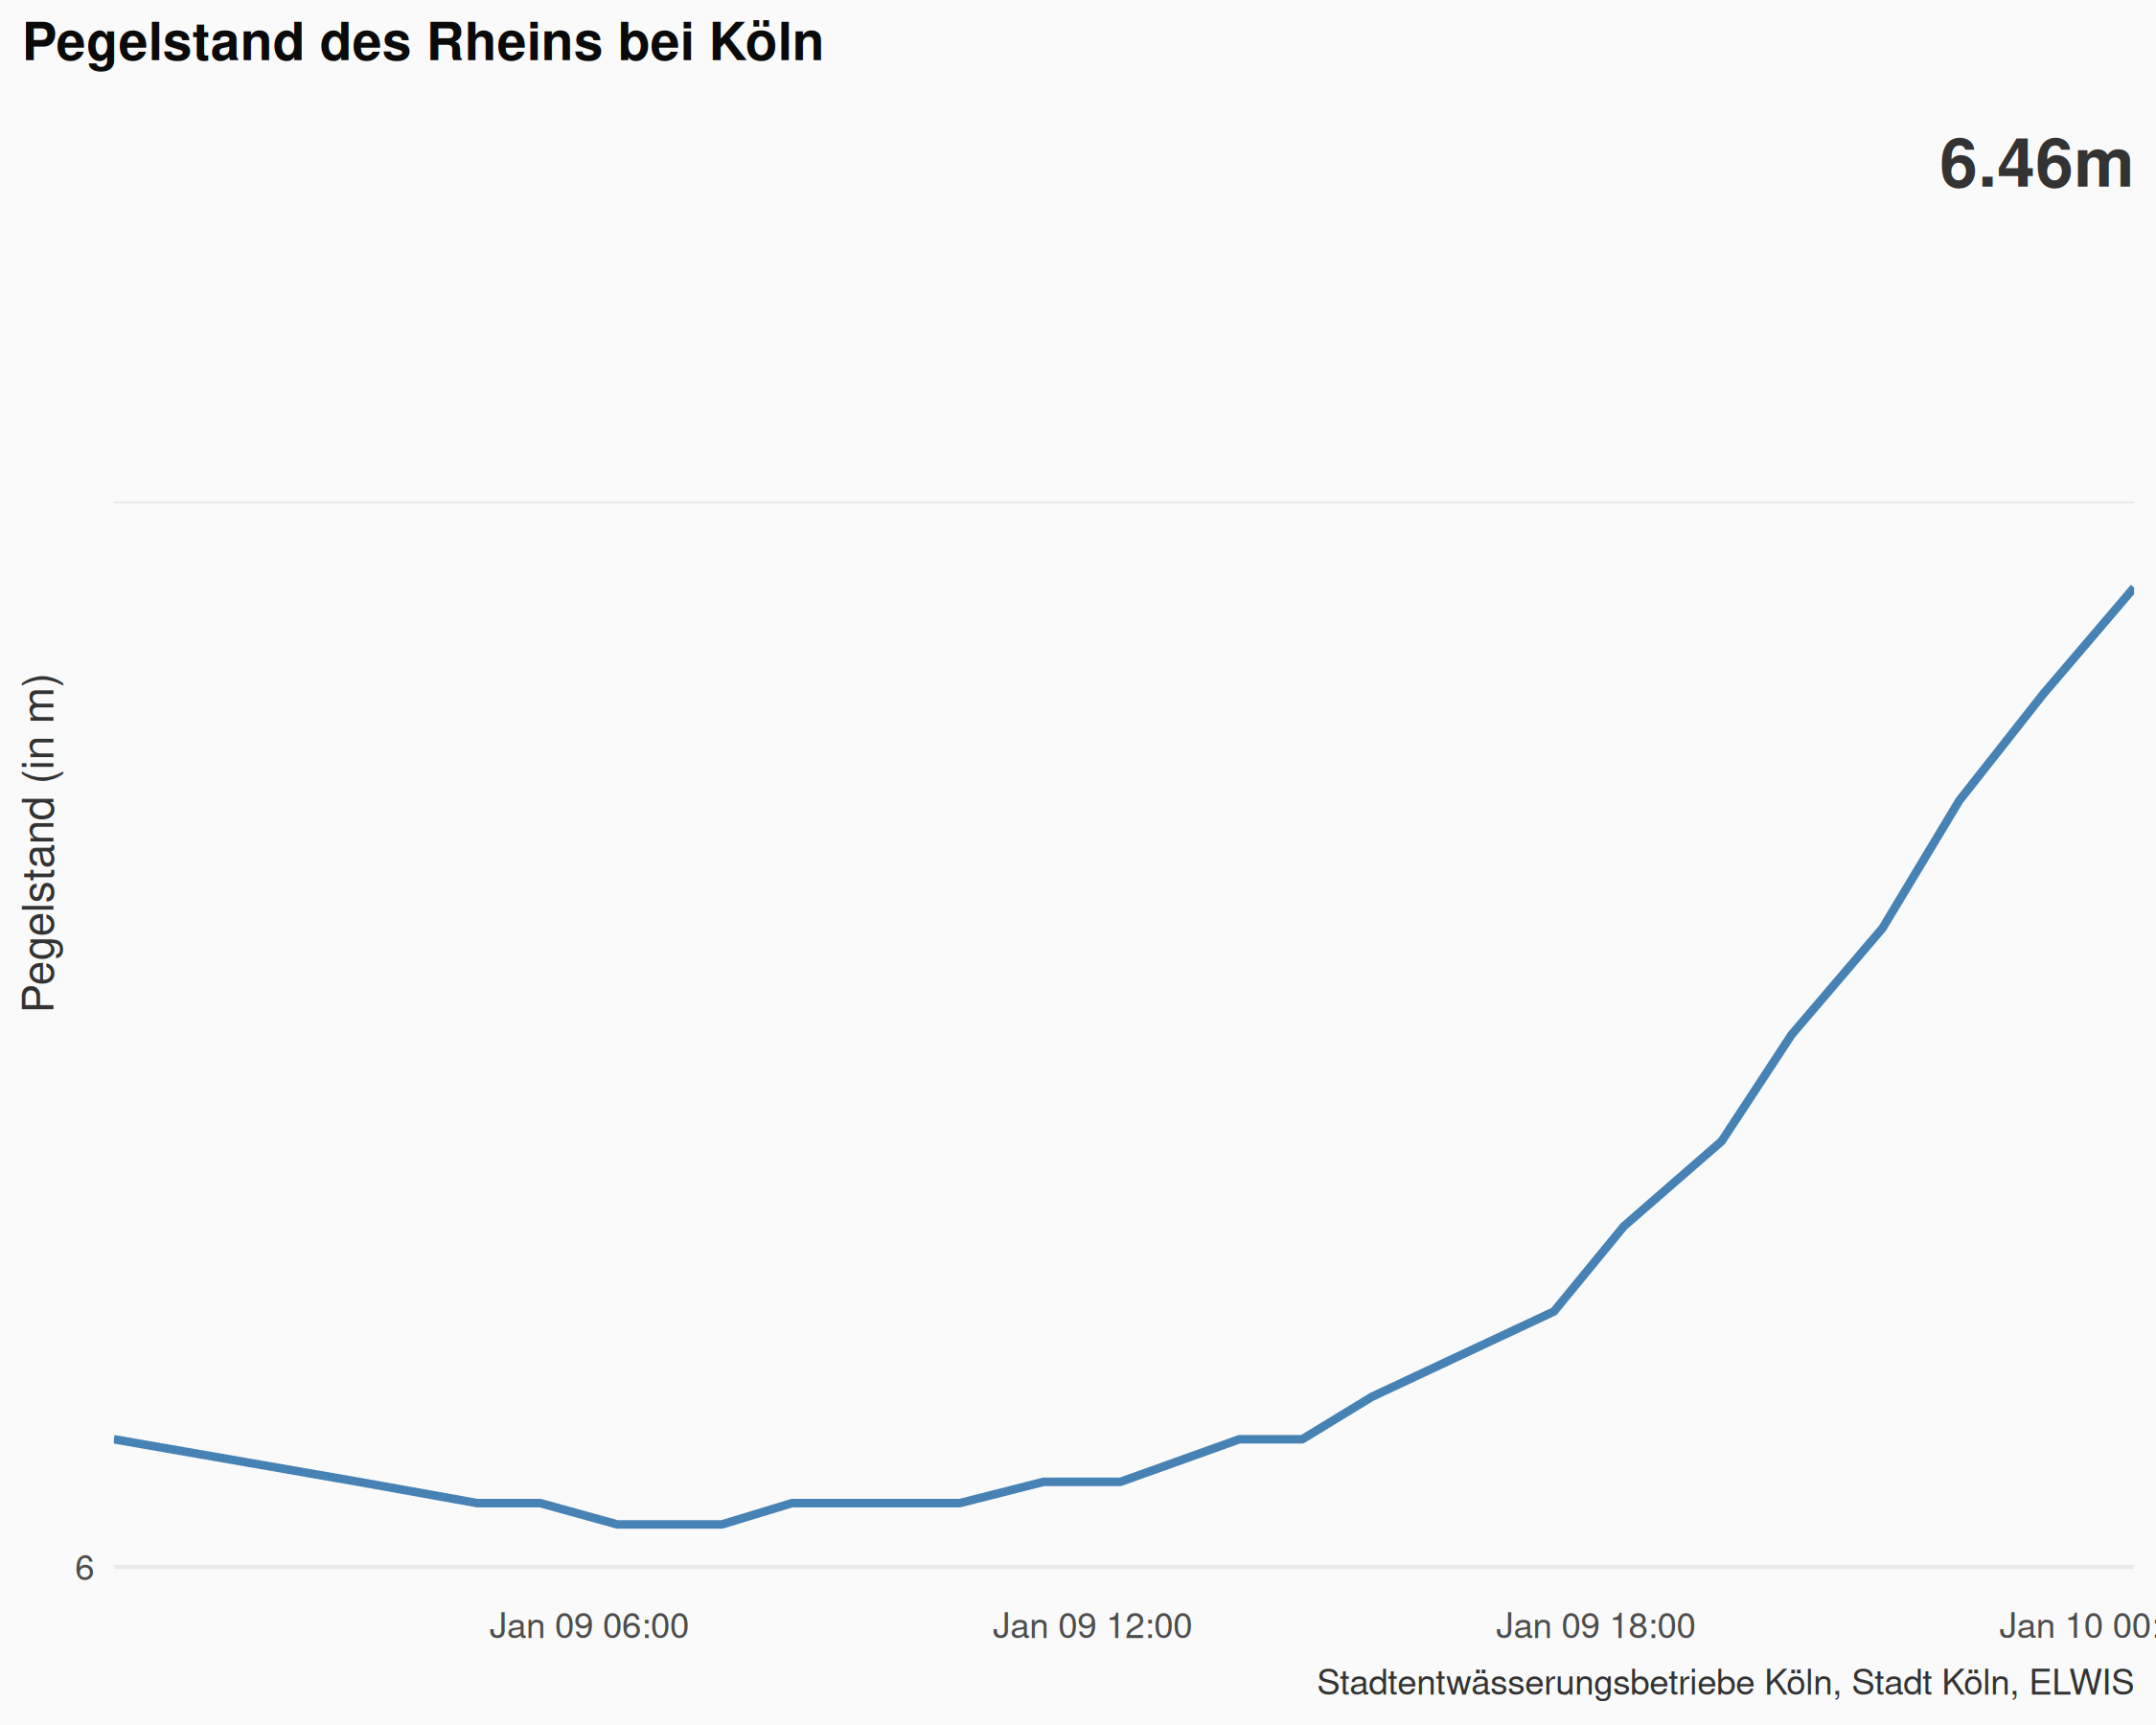 Pegelstand des Rheins bei Köln
6.46m
Pegelstand (in m)
6
Jan 09 06:00 Jan 09 12:00 Jan 09 18:00 Jan 10 00:
Stadtentwässerungsbetriebe Köln, Stadt Köln, ELWIS